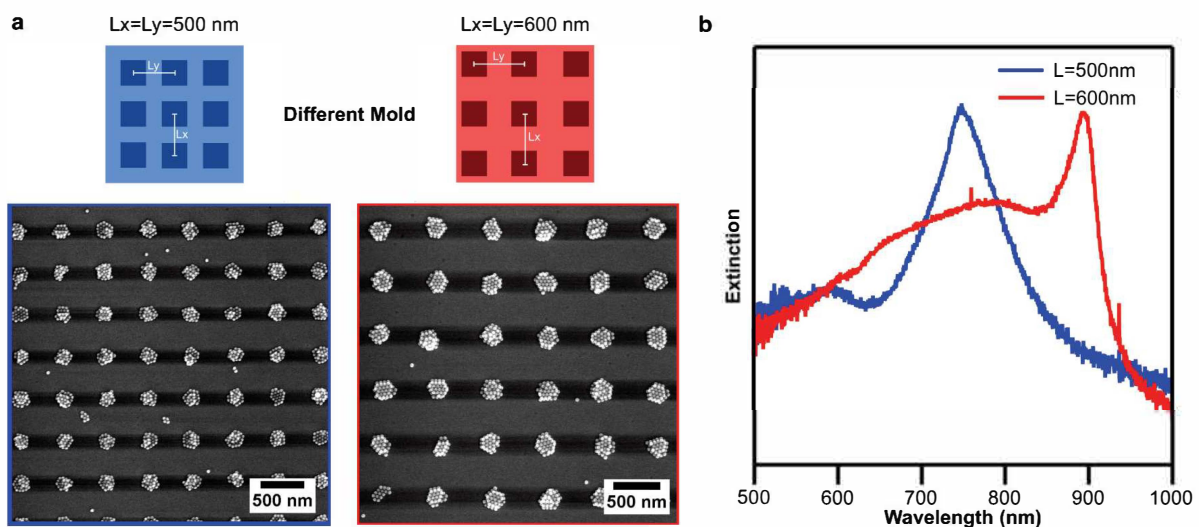 a
Lx=Ly=500 nm
Lx=Ly=600 nm
Ly
Lx
Different Mold
Ly
Lx
500 nm
500 nm
b
L=500nm
L=600nm
Extinction
500 600 700 800 900 1000
Wavelength (nm)